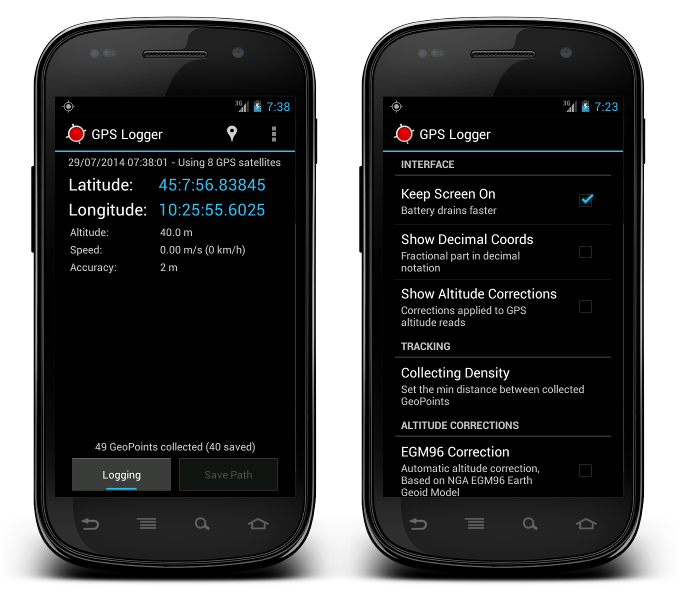 3G 7:38
GPS Logger
29/07/2014 07:38:01 - Using 8 GPS satellites
Latitude: 45:7:56.83845
Longitude: 10:25:55.6025
Altitude: 40.0 m
Speed: 0.00 m/s (0 km/h)
Accuracy: 2 m
49 GeoPoints collected (40 saved)
Logging Save Path
3G 7:23
GPS Logger
INTERFACE
Keep Screen On
Battery drains faster
Show Decimal Coords
Fractional part in decimal
notation
Show Altitude Corrections
Corrections applied to GPS
altitude reads
TRACKING
Collecting Density
Set the min distance between collected
GeoPoints
ALTITUDE CORRECTIONS
EGM96 Correction
Automatic altitude correction,
Based on NGA EGM96 Earth
Geoid Model